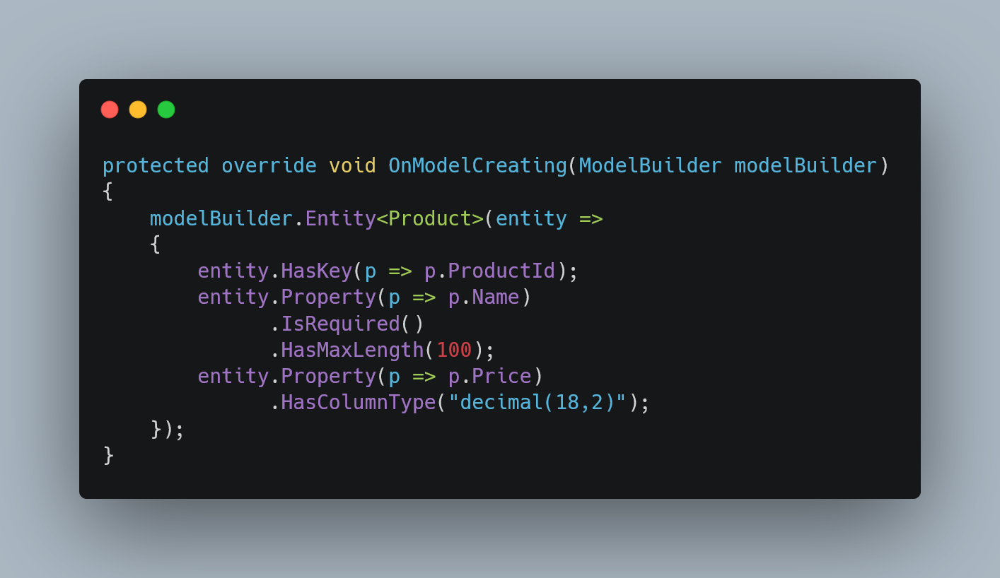 protected override void OnModelCreating(ModelBuilder modelBuilder)
{
    modelBuilder.Entity<Product>(entity =>
    {
        entity.HasKey(p => p.ProductId);
        entity.Property(p => p.Name)
              .IsRequired()
              .HasMaxLength(100);
        entity.Property(p => p.Price)
              .HasColumnType("decimal(18,2)");
    });
}